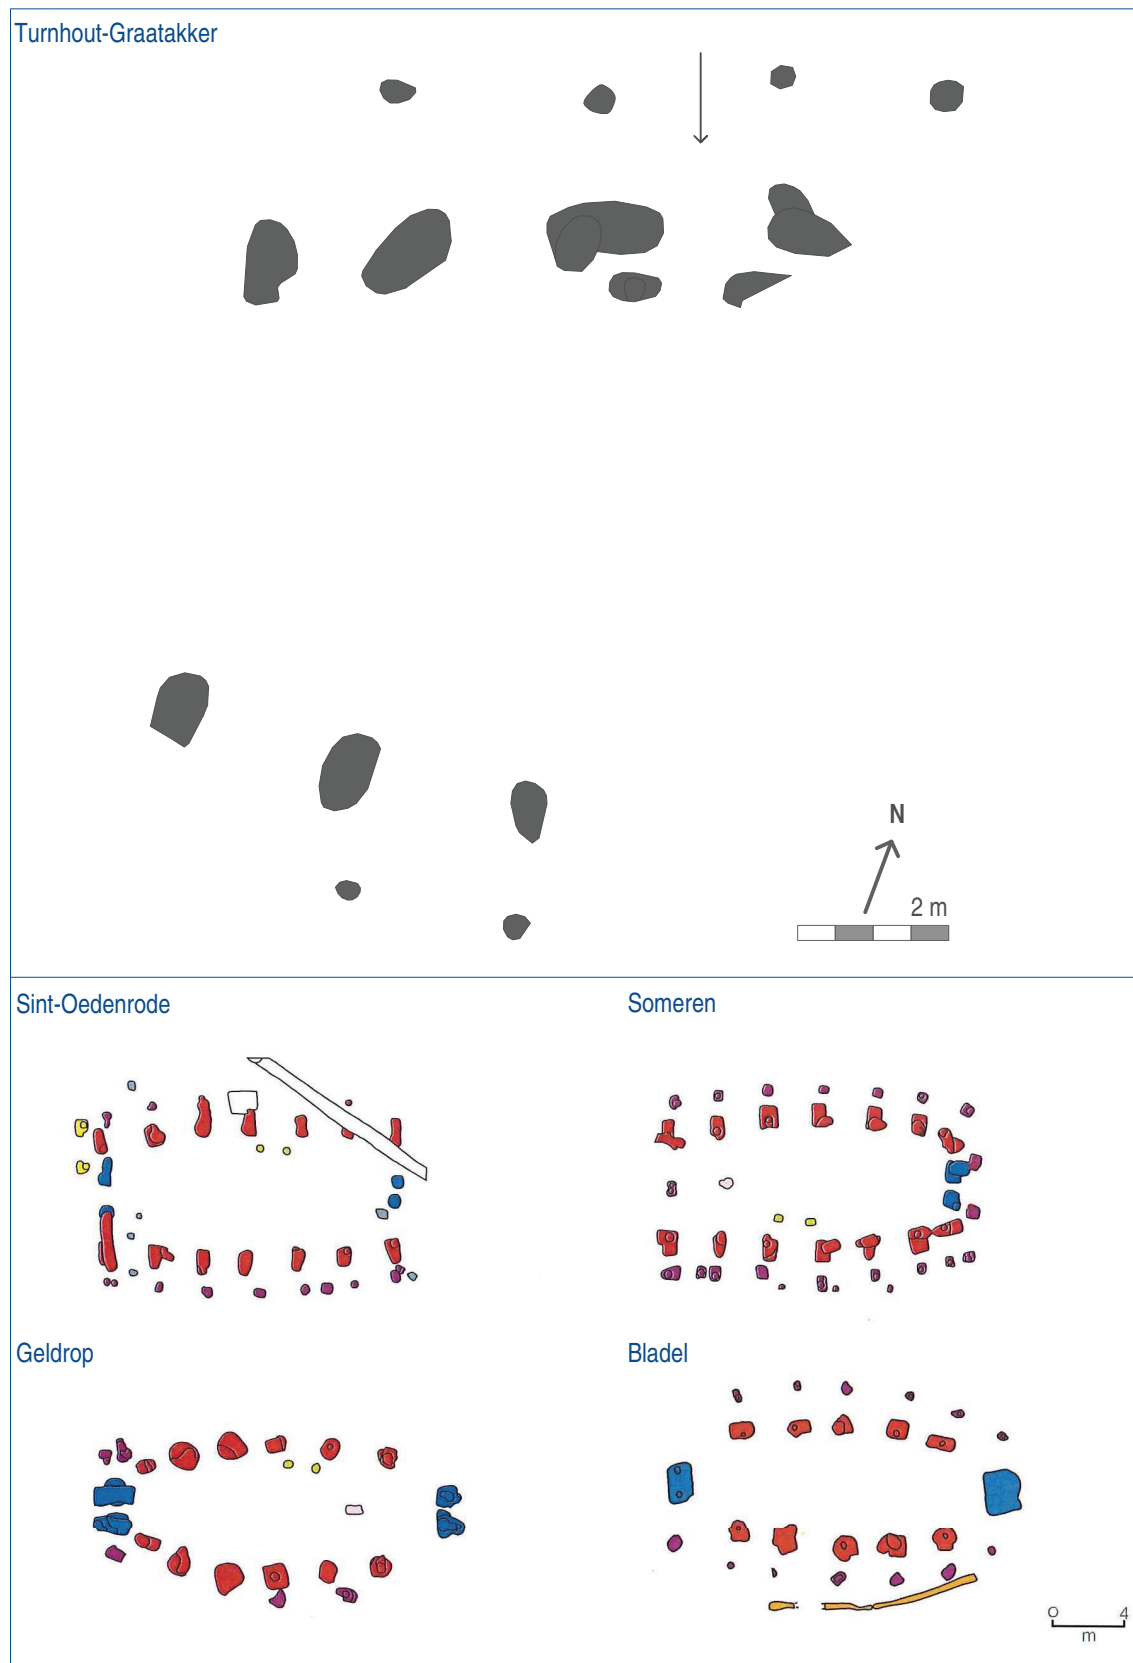 Turnhout-Graatakker
N
2 m
Sint-Oedenrode
Someren
Geldrop
Bladel
0 4
m